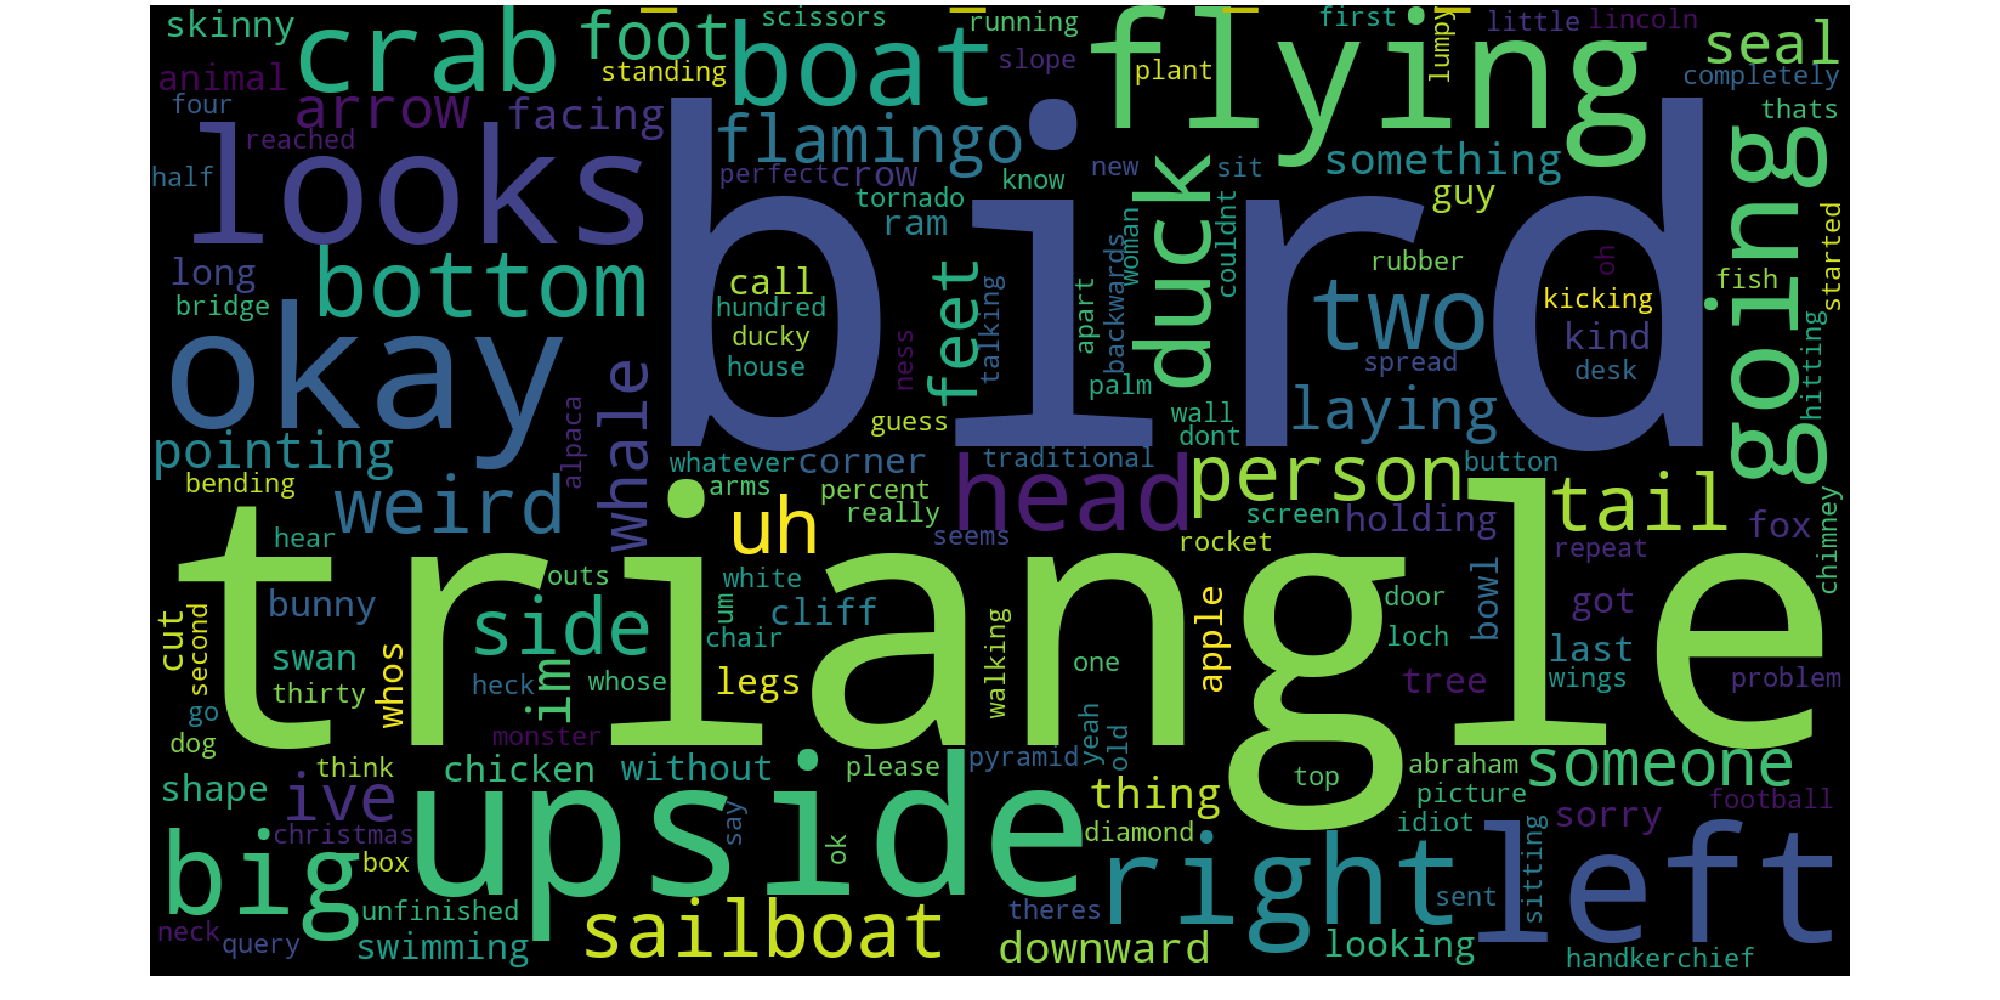 skinny
crab
foot
scissors
running
first
lumpy
little
lincoln
seal
animal
standing
boat
slope
flying
plant
completely
four
arrow
facing
thats
reached
looks
flamingo
bird
something
going
half
perfect
crow
know
new
sit
duck
guy
tornado
ram
woman
couldnt
backwards
started
long
bottom
call
feet
talking
apart
rubber
oh
fish
bridge
hundred
two
kicking
okay
ducky
ness
kind
hitting
house
whale
palm
spread
desk
alpaca
guess
wall
dont
laying
pointing
whatever
corner
traditional
person
button
bending
arms
percent
head
tail
chimney
weird
uh
really
screen
holding
fox
hear
seems
rocket
repeat
triangle
outs
white
um
bunny
side
cliff
apple
door
bowl
got
cut
second
chair
walking
loch
last
swan
whos
im
whose
legs
one
tree
wings
problem
thirty
heck
go
monster
yeah
old
dog
think
chicken
without
please
pyramid
top
abraham
someone
shape
ive
upside
thing
picture
football
christmas
say
ok
diamond
idiot
sorry
big
box
right
left
sitting
unfinished
sailboat
theres
sent
neck
query
swimming
downward
looking
handkerchief